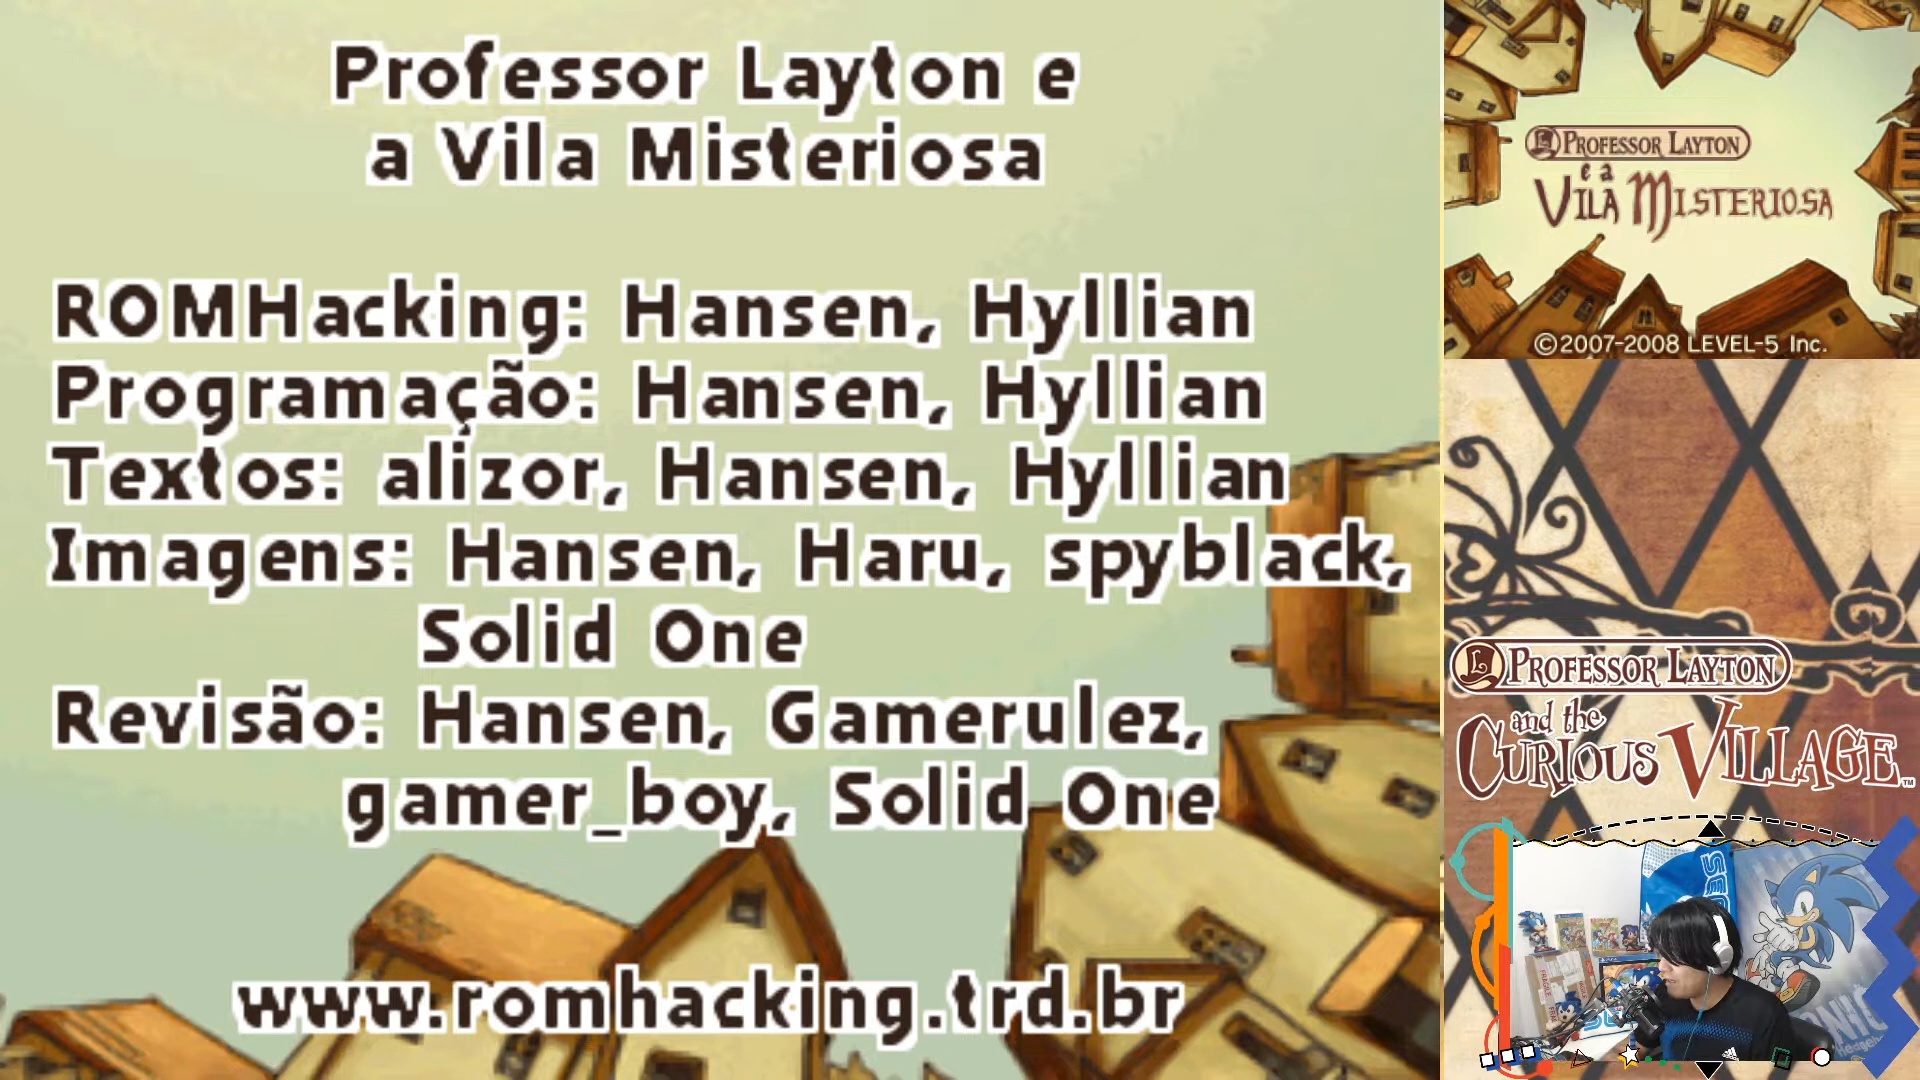 Professor Layton e
a Vila Misteriosa
ROMHacking: Hansen, Hyllian
Programação: Hansen, Hyllian
Textos: alizor, Hansen, Hyllian
Imagens: Hansen, Haru, spyblack,
Solid One
Revisão: Hansen, Gamerulez,
gamer_boy, Solid One
www.romhacking.trd.br
PROFESSOR LAYTON
e a
VILA MISTERIOSA
©2007-2008 LEVEL-5 Inc.
PROFESSOR LAYTON
and the
CURIOUS VILLAGE™